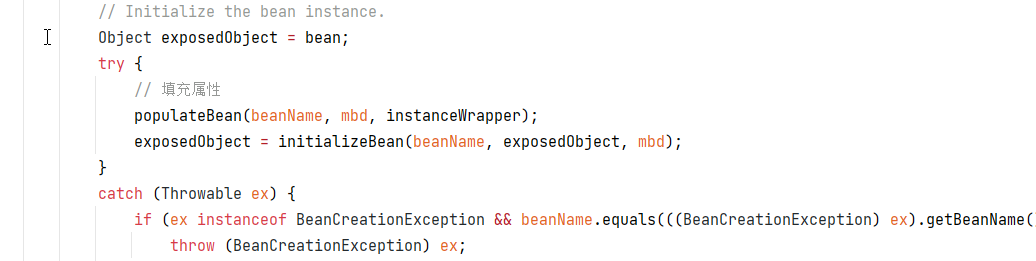 // Initialize the bean instance.
Object exposedObject = bean;
try {
// 填充属性
populateBean(beanName, mbd, instanceWrapper);
exposedObject = initializeBean(beanName, exposedObject, mbd);
}
catch (Throwable ex) {
if (ex instanceof BeanCreationException && beanName.equals(((BeanCreationException) ex).getBeanName(
throw (BeanCreationException) ex;